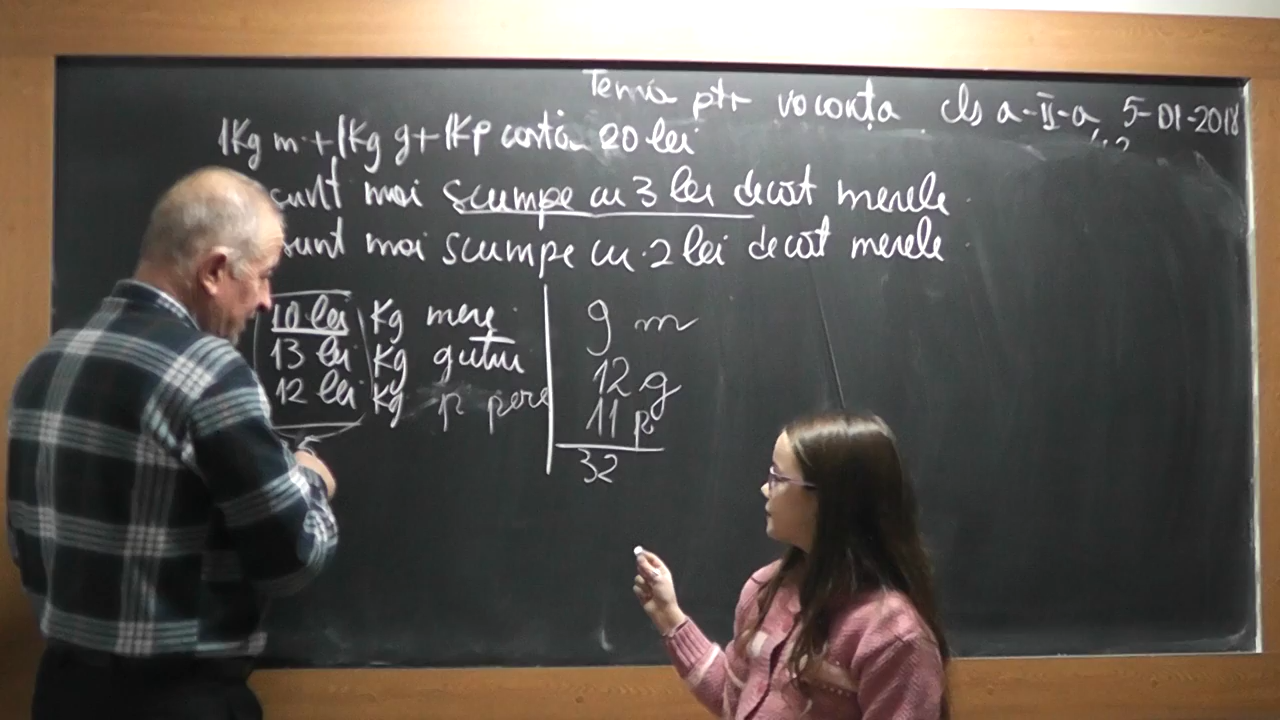 Tema ptr vacanța cls a-II-a, 5-01-2018
1Kg m+1Kg g+1Kp costă 20 lei
sunt mai scumpe cu 3 lei decât merele
sunt mai scumpe cu 2 lei decât merele
10 lei Kg mere
13 lei Kg gutui
12 lei Kg p pere
9 m
12 g
11 p
32